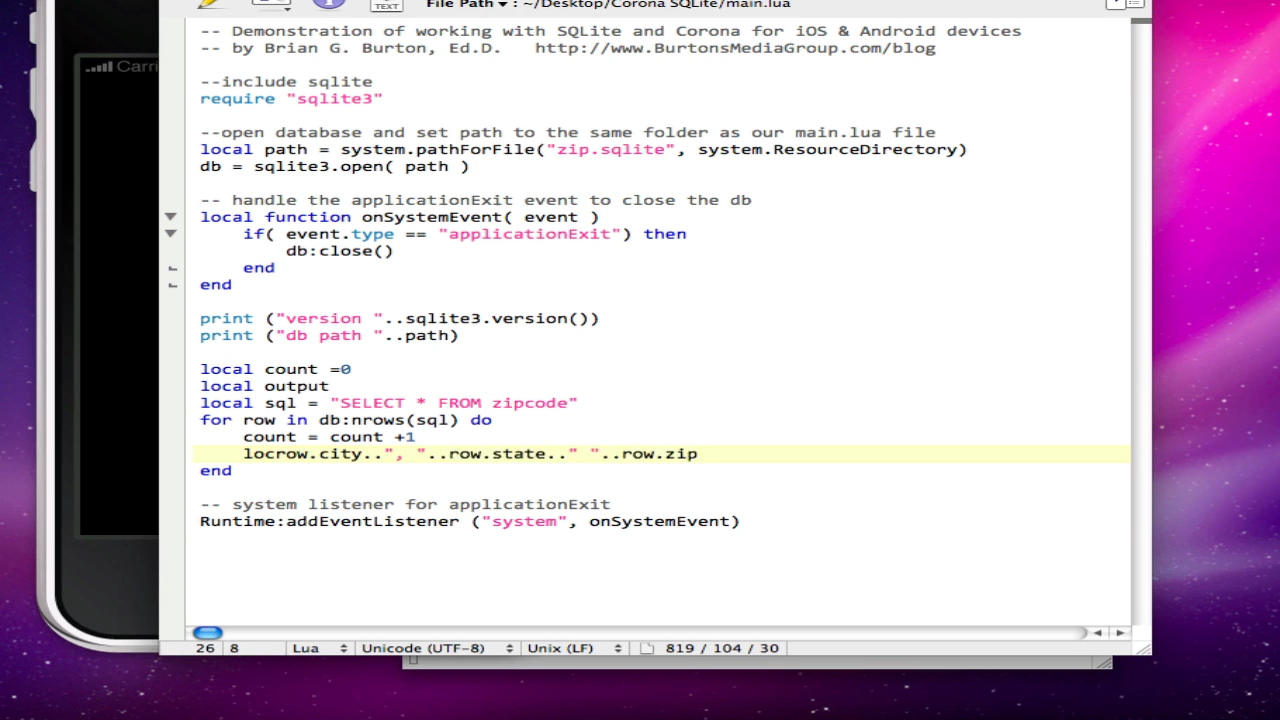 TEXT
File Path ▾ : ~/Desktop/Corona SQLite/main.lua
Carri
-- Demonstration of working with SQLite and Corona for iOS & Android devices
-- by Brian G. Burton, Ed.D.   http://www.BurtonsMediaGroup.com/blog
--include sqlite
require "sqlite3"
--open database and set path to the same folder as our main.lua file
local path = system.pathForFile("zip.sqlite", system.ResourceDirectory)
db = sqlite3.open( path )
-- handle the applicationExit event to close the db
local function onSystemEvent( event )
    if( event.type == "applicationExit") then
        db:close()
    end
end
print ("version "..sqlite3.version())
print ("db path "..path)
local count =0
local output
local sql = "SELECT * FROM zipcode"
for row in db:nrows(sql) do
    count = count +1
    locrow.city..", "..row.state.." "..row.zip
end
-- system listener for applicationExit
Runtime:addEventListener ("system", onSystemEvent)
26 8 Lua Unicode (UTF-8) Unix (LF) 819 / 104 / 30